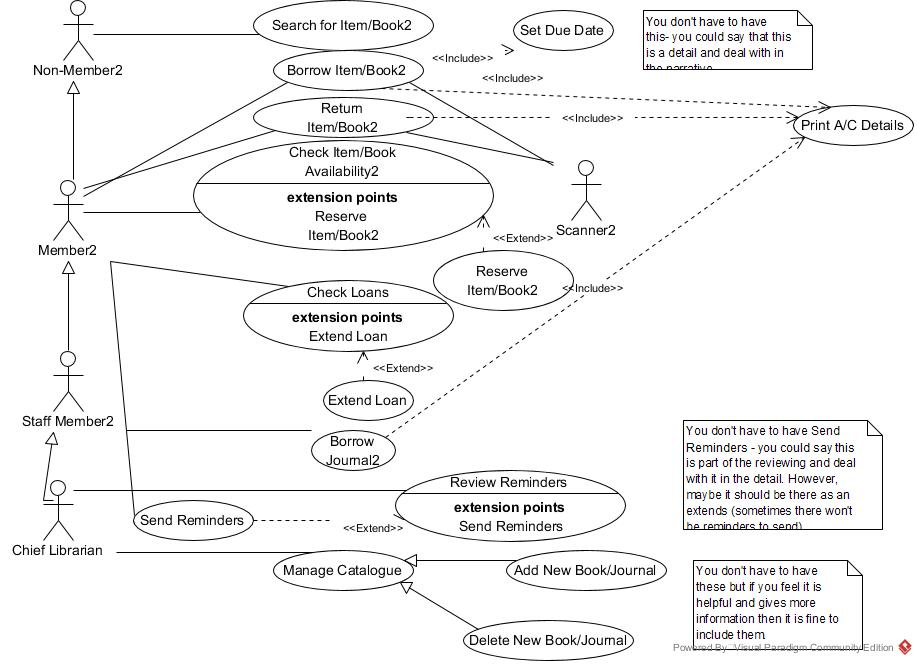 Search for Item/Book2
Set Due Date
You don't have to have
this- you could say that this
is a detail and deal with in
the narrative
Non-Member2
<<Include>>
Borrow Item/Book2
<<Include>>
Return
Item/Book2
<<Include>>
Print A/C Details
Check Item/Book
Availability2
extension points
Reserve
Item/Book2
Scanner2
<<Extend>>
Member2
Reserve
Item/Book2
<<Include>>
Check Loans
extension points
Extend Loan
<<Extend>>
Extend Loan
Staff Member2
Borrow
Journal2
You don't have to have Send
Reminders - you could say this
is part of the reviewing and deal
with it in the detail. However,
maybe it should be there as an
extends (sometimes there won't
be reminders to send)
Review Reminders
extension points
Send Reminders
Send Reminders
<<Extend>>
Chief Librarian
Manage Catalogue
Add New Book/Journal
You don't have to have
these but if you feel it is
helpful and gives more
information then it is fine to
include them.
Delete New Book/Journal
Powered By Visual Paradigm Community Edition